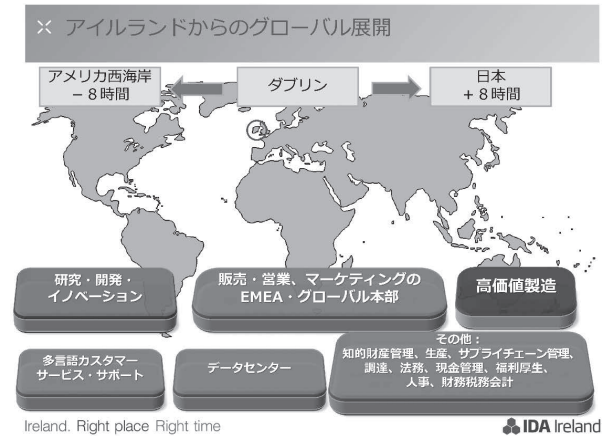 アイルランドからのグローバル展開
アメリカ西海岸
－８時間
ダブリン
日本
＋８時間
研究・開発・
イノベーション
販売・営業、マーケティングの
EMEA・グローバル本部
高価値製造
多言語カスタマー
サービス・サポート
データセンター
その他：
知的財産管理、生産、サプライチェーン管理、
調達、法務、現金管理、福利厚生、
人事、財務税務会計
Ireland. Right place Right time
IDA Ireland